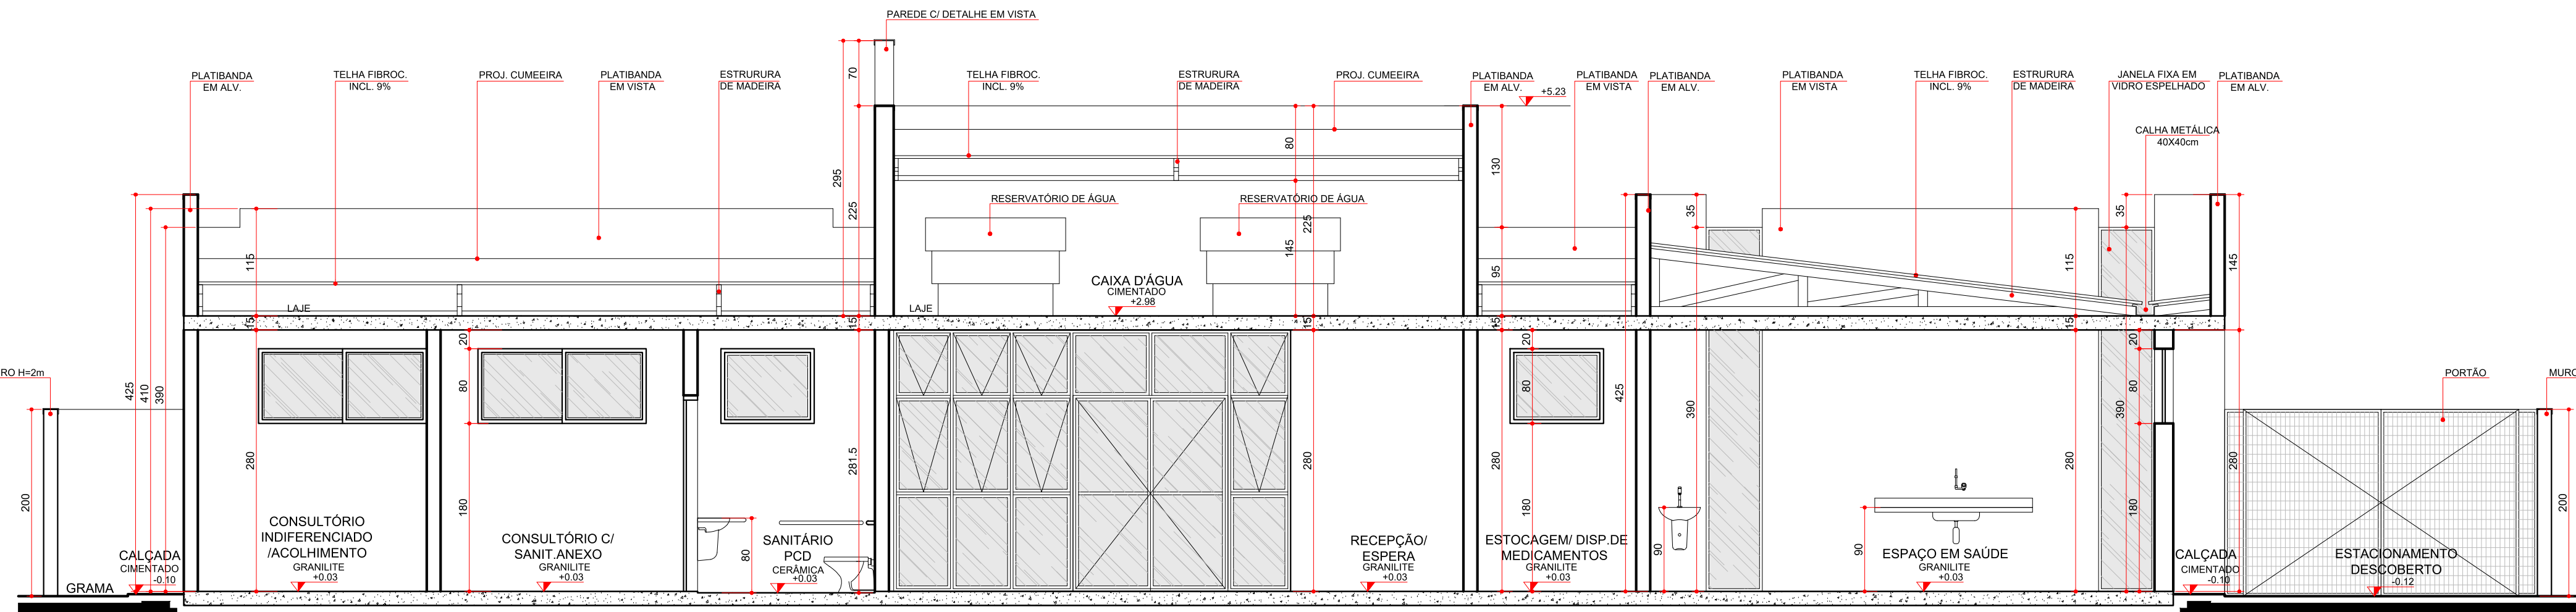 PAREDE C/ DETALHE EM VISTA
PLATIBANDA
EM ALV.
TELHA FIBROC.
INCL. 9%
PROJ. CUMEEIRA
PLATIBANDA
EM VISTA
ESTRURURA
DE MADEIRA
TELHA FIBROC.
INCL. 9%
ESTRURURA
DE MADEIRA
PROJ. CUMEEIRA
PLATIBANDA
EM ALV.
+5.23
PLATIBANDA
EM VISTA
PLATIBANDA
EM ALV.
PLATIBANDA
EM VISTA
TELHA FIBROC.
INCL. 9%
ESTRURURA
DE MADEIRA
JANELA FIXA EM
VIDRO ESPELHADO
PLATIBANDA
EM ALV.
CALHA METÁLICA
40X40cm
70
295
225
80
225
145
130
95
35
35
115
145
115
RESERVATÓRIO DE ÁGUA
RESERVATÓRIO DE ÁGUA
CAIXA D'ÁGUA
CIMENTADO
+2.98
LAJE
LAJE
15
15
15
15
15
RO H=2m
425
410
390
200
280
20
80
180
281.5
80
280
280
20
80
180
425
390
90
90
280
390
20
80
180
280
200
PORTÃO
MURO
GRAMA
CALÇADA
CIMENTADO
-0.10
CONSULTÓRIO
INDIFERENCIADO
/ACOLHIMENTO
GRANILITE
+0.03
CONSULTÓRIO C/
SANIT.ANEXO
GRANILITE
+0.03
SANITÁRIO
PCD
CERÂMICA
+0.03
RECEPÇÃO/
ESPERA
GRANILITE
+0.03
ESTOCAGEM/ DISP.DE
MEDICAMENTOS
GRANILITE
+0.03
ESPAÇO EM SAÚDE
GRANILITE
+0.03
CALÇADA
CIMENTADO
-0.10
ESTACIONAMENTO
DESCOBERTO
-0.12